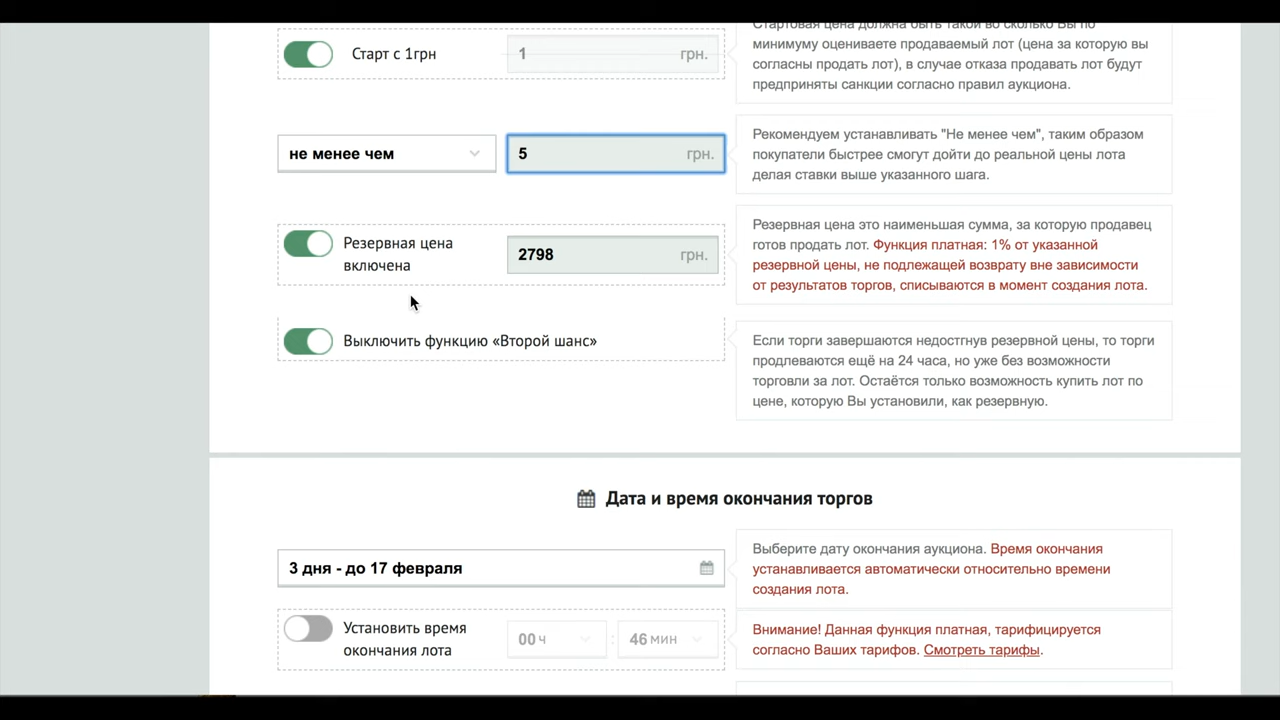 Стартовая цена должна быть такой во сколько Вы по
Старт с 1грн
1
грн.
минимуму оцениваете продаваемый лот (цена за которую вы
согласны продать лот), в случае отказа продавать лот будут
предприняты санкции согласно правил аукциона.
не менее чем
5
грн.
Рекомендуем устанавливать "Не менее чем", таким образом
покупатели быстрее смогут дойти до реальной цены лота
делая ставки выше указанного шага.
Резервная цена
включена
2798
грн.
Резервная цена это наименьшая сумма, за которую продавец
готов продать лот. Функция платная: 1% от указанной
резервной цены, не подлежащей возврату вне зависимости
от результатов торгов, списываются в момент создания лота.
Выключить функцию «Второй шанс»
Если торги завершаются недостгнув резервной цены, то торги
продлеваются ещё на 24 часа, но уже без возможности
торговли за лот. Остаётся только возможность купить лот по
цене, которую Вы установили, как резервную.
Дата и время окончания торгов
3 дня - до 17 февраля
Выберите дату окончания аукциона. Время окончания
устанавливается автоматически относительно времени
создания лота.
Установить время
окончания лота
00 ч
:
46 мин
Внимание! Данная функция платная, тарифицируется
согласно Ваших тарифов. Смотреть тарифы.